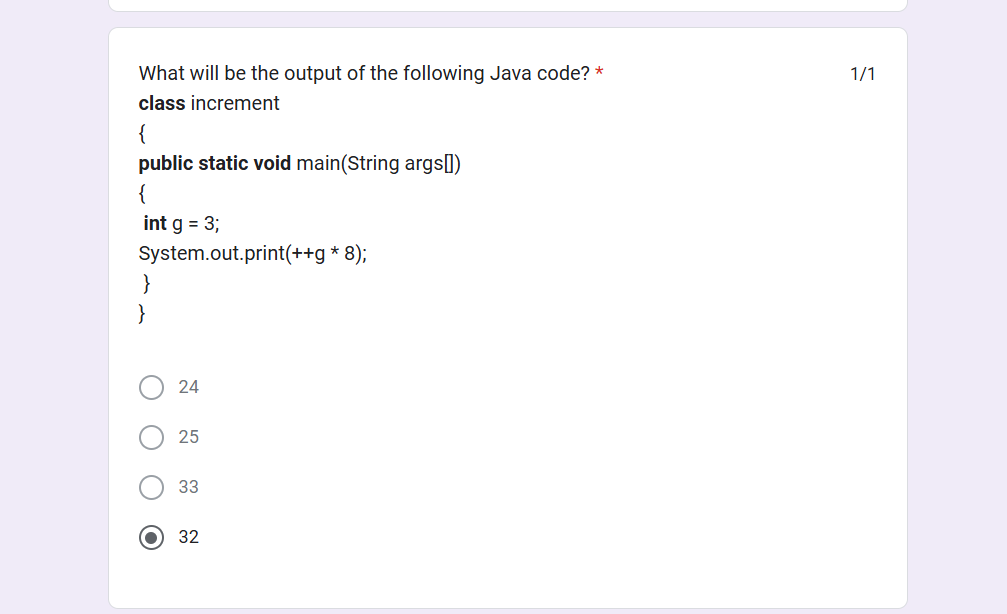 What will be the output of the following Java code? *
1/1
class increment
{
public static void main(String args[])
{
int g = 3;
System.out.print(++g * 8);
}
}
24
25
33
32